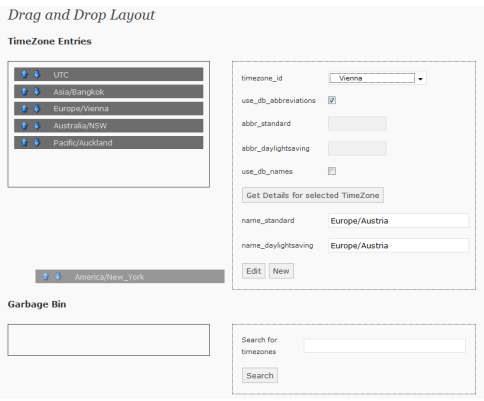 Drag and Drop Layout
TimeZone Entries
UTC
Asia/Bangkok
Europe/Vienna
Australia/NSW
Pacific/Auckland
America/New_York
timezone_id
Vienna
use_db_abbreviations
abbr_standard
abbr_daylightsaving
use_db_names
Get Details for selected TimeZone
name_standard
Europe/Austria
name_daylightsaving
Europe/Austria
Edit
New
Garbage Bin
Search for
timezones
Search